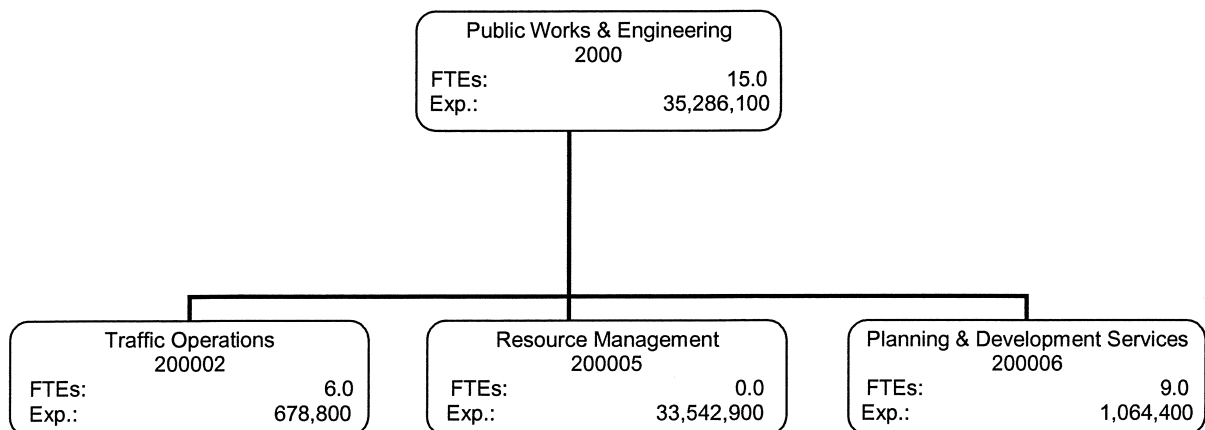 Public Works & Engineering
2000
FTEs: 15.0
Exp.: 35,286,100
Traffic Operations
200002
FTEs: 6.0
Exp.: 678,800
Resource Management
200005
FTEs: 0.0
Exp.: 33,542,900
Planning & Development Services
200006
FTEs: 9.0
Exp.: 1,064,400